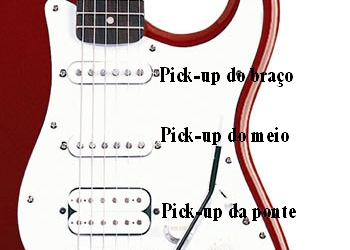 Pick-up do braço
Pick-up do meio
Pick-up da ponte